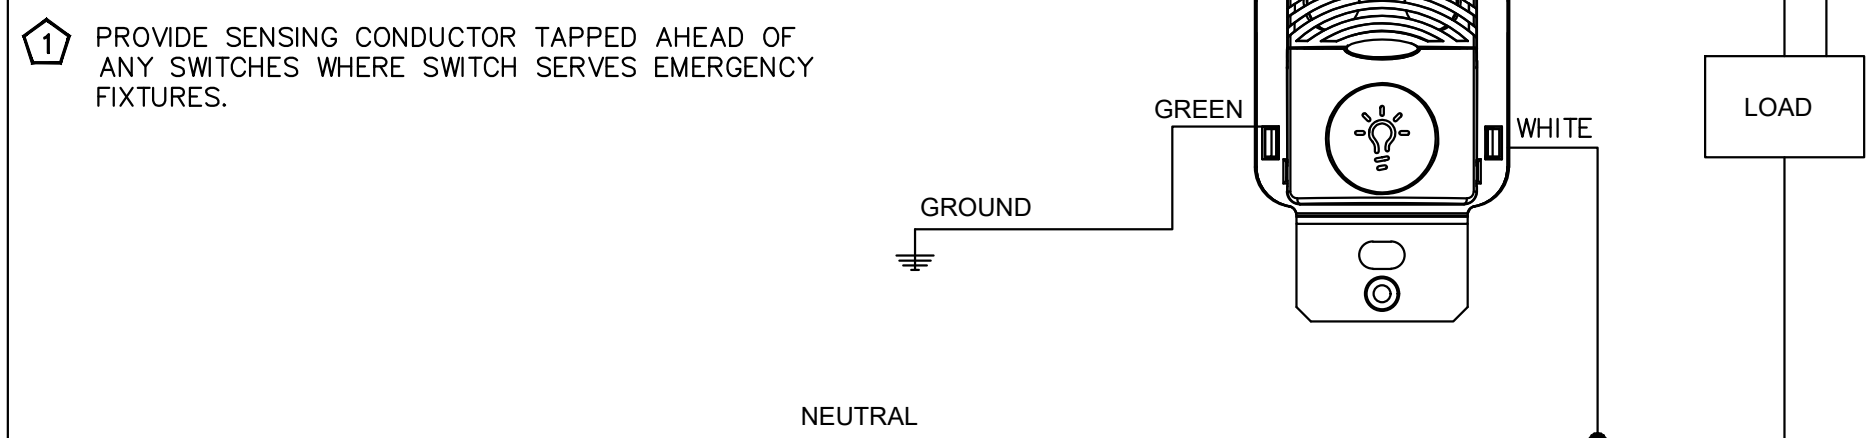 1 PROVIDE SENSING CONDUCTOR TAPPED AHEAD OF
ANY SWITCHES WHERE SWITCH SERVES EMERGENCY
FIXTURES.
GREEN
WHITE
LOAD
GROUND
NEUTRAL